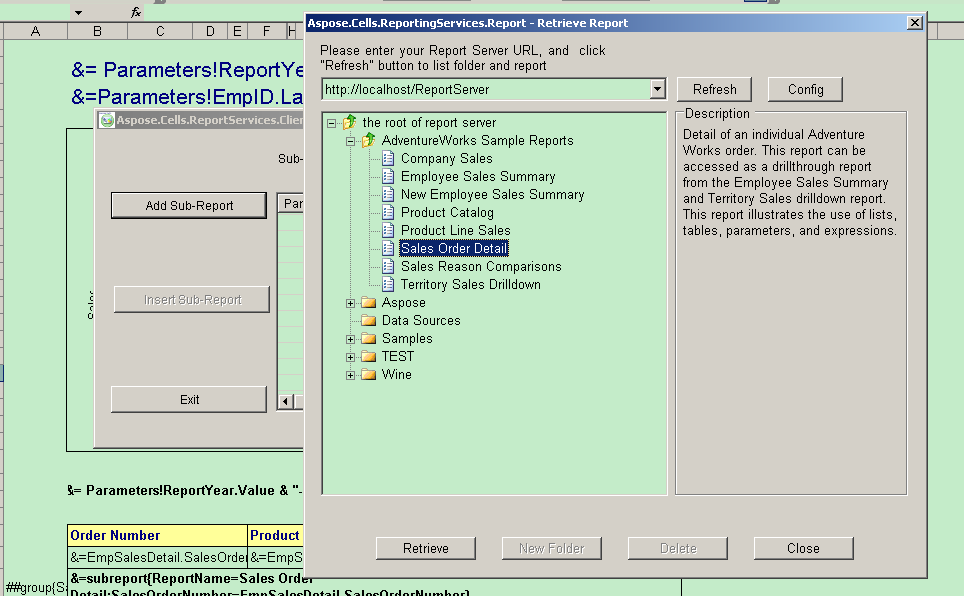 fx
A B C D E F H
&= Parameters!ReportYe
&=Parameters!EmpID.La
Aspose.Cells.ReportServices.Clien
Sub-
Add Sub-Report
Par
Insert Sub-Report
Sales
Exit
&= Parameters!ReportYear.Value & "-
Order Number Product
&=EmpSalesDetail.SalesOrder &=EmpS
&=subreport{ReportName=Sales Order
##group{Sa Detail;SalesOrderNumber=EmpSalesDetail.SalesOrderNumber}
Aspose.Cells.ReportingServices.Report - Retrieve Report
Please enter your Report Server URL, and click
"Refresh" button to list folder and report
http://localhost/ReportServer
Refresh
Config
the root of report server
AdventureWorks Sample Reports
Company Sales
Employee Sales Summary
New Employee Sales Summary
Product Catalog
Product Line Sales
Sales Order Detail
Sales Reason Comparisons
Territory Sales Drilldown
Aspose
Data Sources
Samples
TEST
Wine
Description
Detail of an individual Adventure
Works order. This report can be
accessed as a drillthrough report
from the Employee Sales Summary
and Territory Sales drilldown report.
This report illustrates the use of lists,
tables, parameters, and expressions.
Retrieve
New Folder
Delete
Close